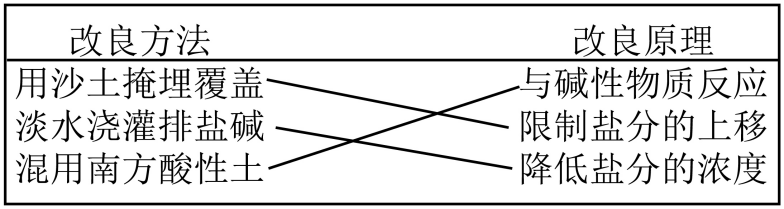 改良方法 改良原理
用沙土掩埋覆盖 与碱性物质反应
淡水浇灌排盐碱 限制盐分的上移
混用南方酸性土 降低盐分的浓度